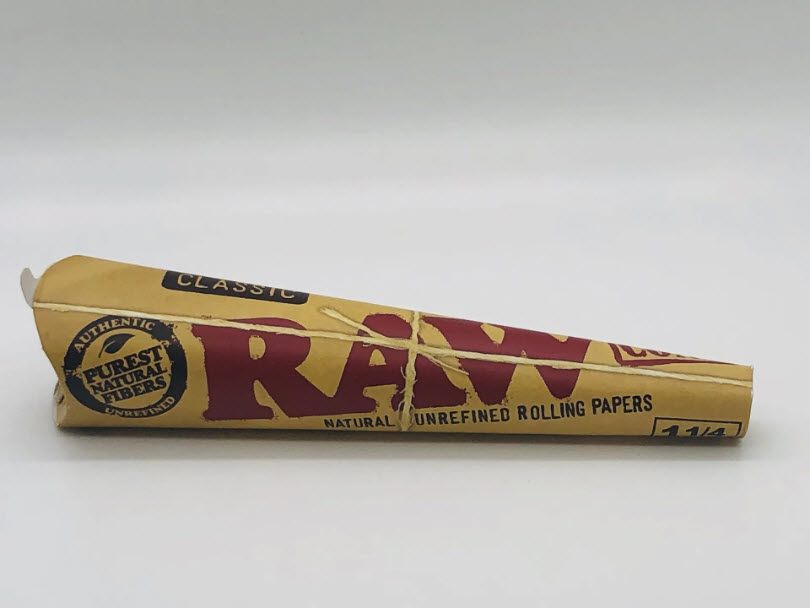 CLASSIC
AUTHENTIC
PUREST
NATURAL
FIBERS
UNREFINED
RAW
NATURAL UNREFINED ROLLING PAPERS
1 1/4